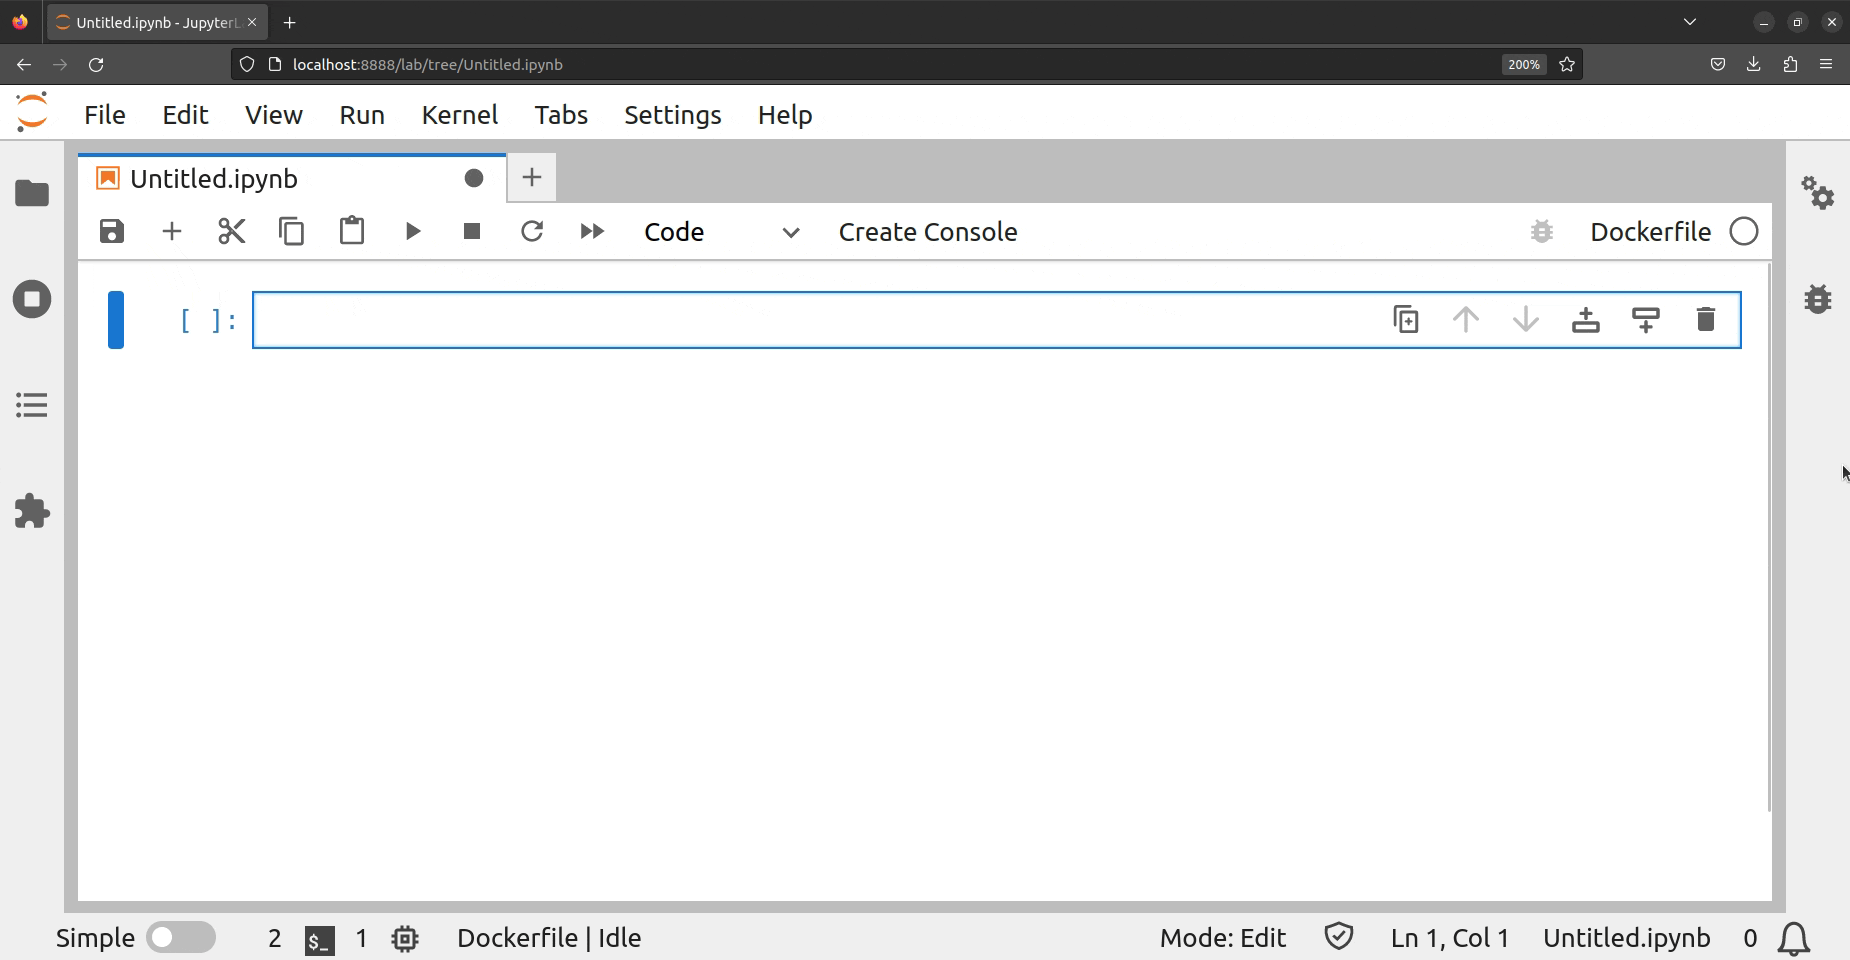 Untitled.ipynb - JupyterL
localhost:8888/lab/tree/Untitled.ipynb
200%
File Edit View Run Kernel Tabs Settings Help
Untitled.ipynb
Code Create Console Dockerfile
[ ]:
Simple 2 $_ 1 Dockerfile | Idle Mode: Edit Ln 1, Col 1 Untitled.ipynb 0